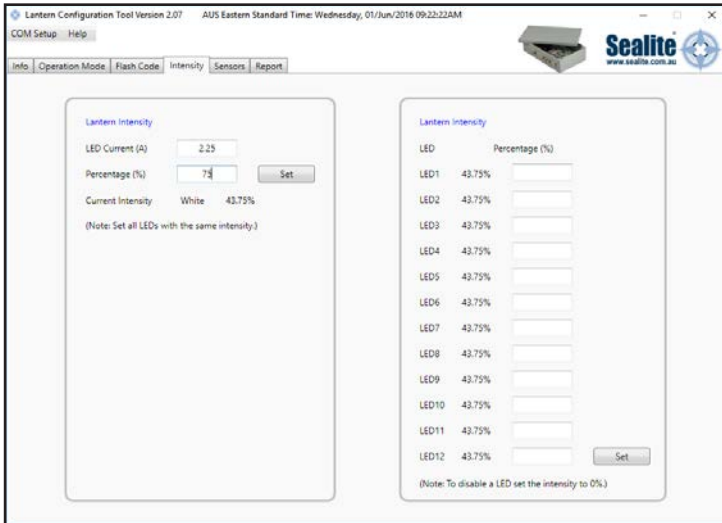 Lantern Configuration Tool Version 2.07 AUS Eastern Standard Time: Wednesday, 01/Jun/2016 09:22:22AM
COM Setup Help
Sealite
www.sealite.com.au
Info Operation Mode Flash Code Intensity Sensors Report
Lantern Intensity
LED Current (A) 2.25
Percentage (%) 75 Set
Current Intensity White 43.75%
(Note: Set all LEDs with the same intensity.)
Lantern Intensity
LED Percentage (%)
LED1 43.75%
LED2 43.75%
LED3 43.75%
LED4 43.75%
LED5 43.75%
LED6 43.75%
LED7 43.75%
LED8 43.75%
LED9 43.75%
LED10 43.75%
LED11 43.75%
LED12 43.75% Set
(Note: To disable a LED set the intensity to 0%.)